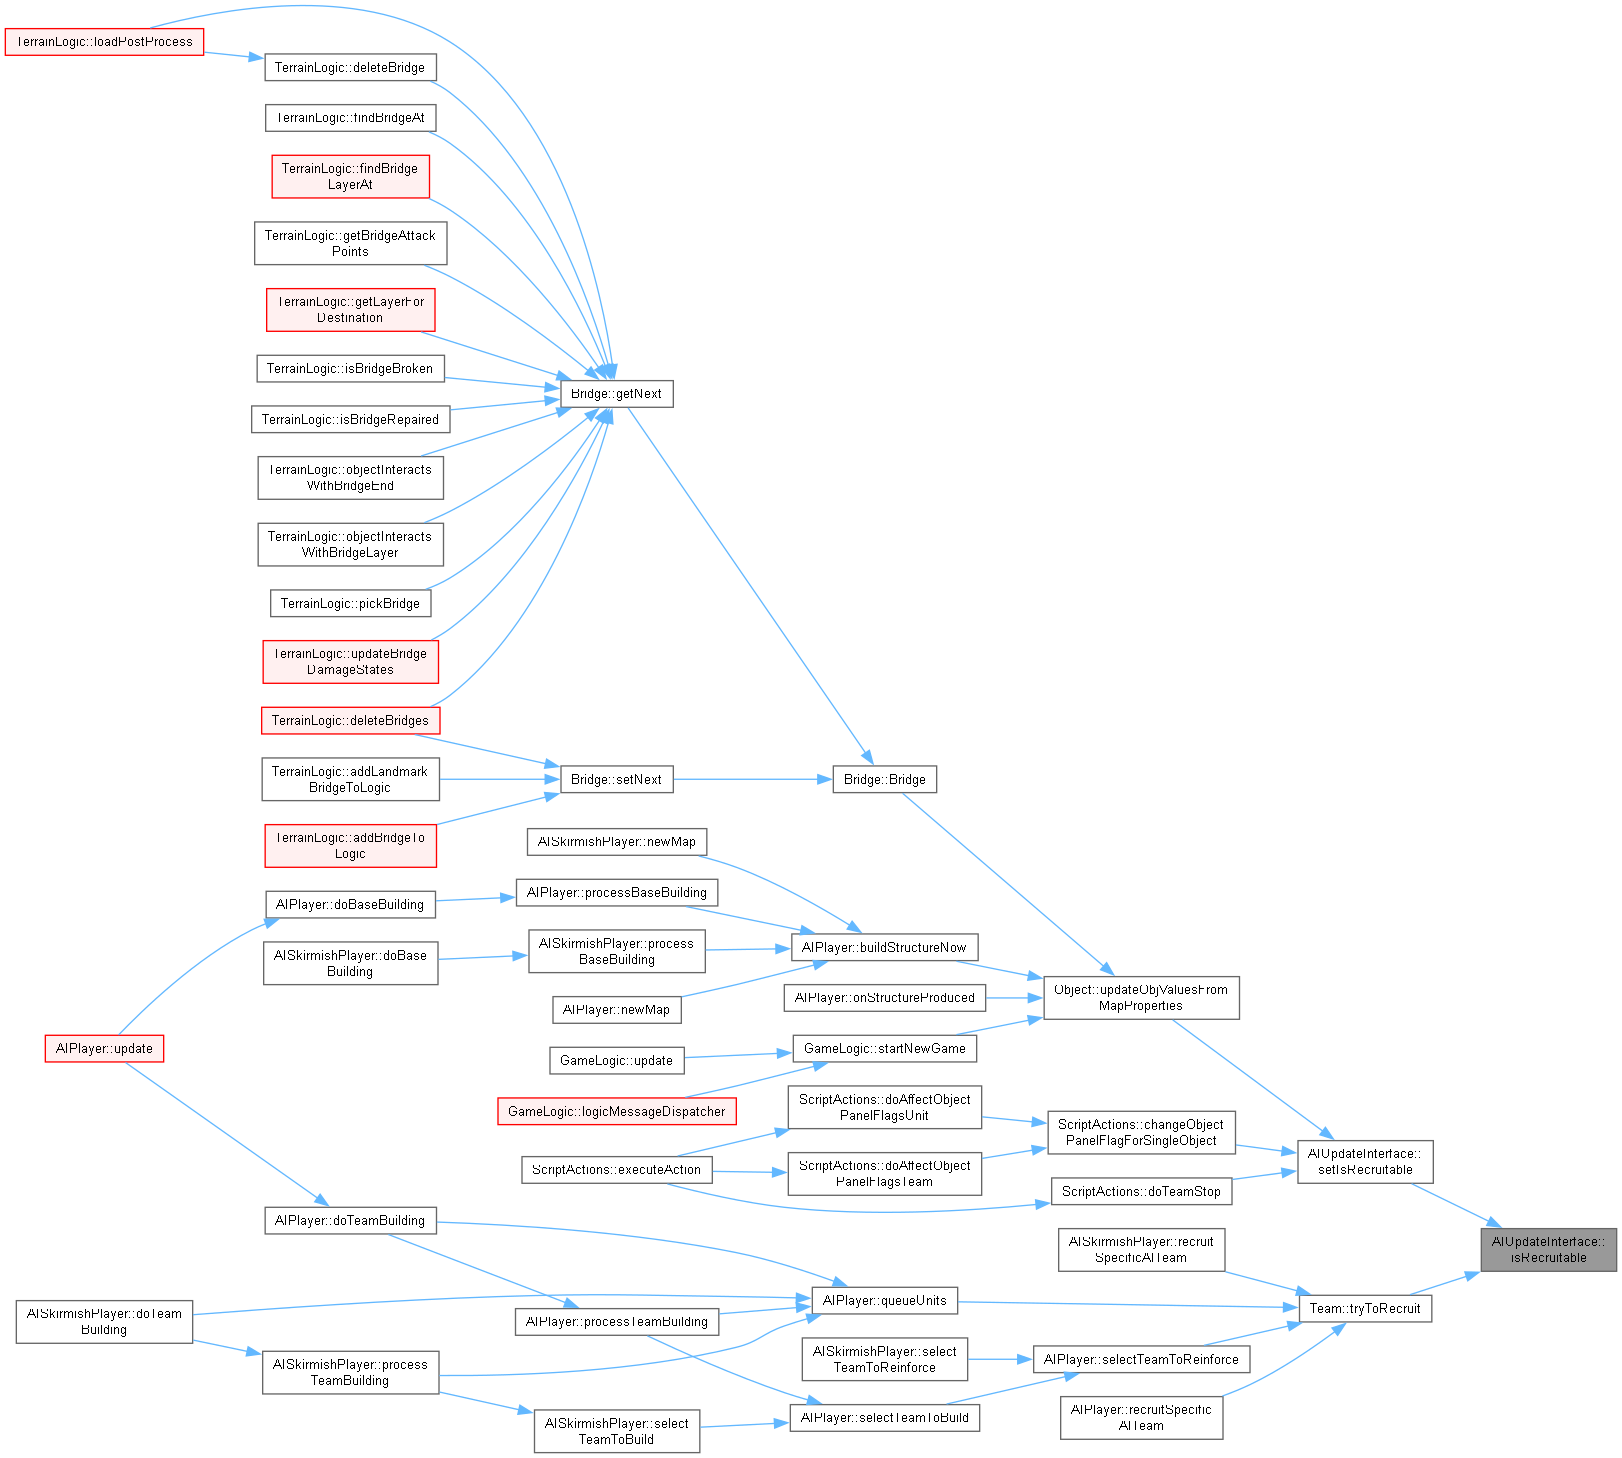 TerrainLogic::loadPostProcess
TerrainLogic::deleteBridge
TerrainLogic::findBridgeAt
TerrainLogic::findBridge
LayerAt
TerrainLogic::getBridgeAttack
Points
TerrainLogic::getLayerFor
Destination
TerrainLogic::isBridgeBroken
Bridge::getNext
TerrainLogic::isBridgeRepaired
TerrainLogic::objectInteracts
WithBridgeEnd
TerrainLogic::objectInteracts
WithBridgeLayer
TerrainLogic::pickBridge
TerrainLogic::updateBridge
DamageStates
TerrainLogic::deleteBridges
TerrainLogic::addLandmark
BridgeToLogic
Bridge::setNext
Bridge::Bridge
TerrainLogic::addBridgeTo
Logic
AISkirmishPlayer::newMap
AIPlayer::processBaseBuilding
AIPlayer::doBaseBuilding
AISkirmishPlayer::process
BaseBuilding
AIPlayer::buildStructureNow
AISkirmishPlayer::doBase
Building
AIPlayer::newMap
AIPlayer::onStructureProduced
Object::updateObjValuesFrom
MapProperties
AIPlayer::update
GameLogic::update
GameLogic::startNewGame
GameLogic::logicMessageDispatcher
ScriptActions::doAffectObject
PanelFlagsUnit
ScriptActions::changeObject
PanelFlagForSingleObject
ScriptActions::executeAction
ScriptActions::doAffectObject
PanelFlagsTeam
AIUpdateInterface::
setIsRecruitable
ScriptActions::doTeamStop
AIPlayer::doTeamBuilding
AISkirmishPlayer::recruit
SpecificAITeam
AIUpdateInterface::
isRecruitable
AIPlayer::queueUnits
Team::tryToRecruit
AISkirmishPlayer::doTeam
Building
AIPlayer::processTeamBuilding
AISkirmishPlayer::process
TeamBuilding
AISkirmishPlayer::select
TeamToReinforce
AIPlayer::selectTeamToReinforce
AISkirmishPlayer::select
TeamToBuild
AIPlayer::selectTeamToBuild
AIPlayer::recruitSpecific
AITeam